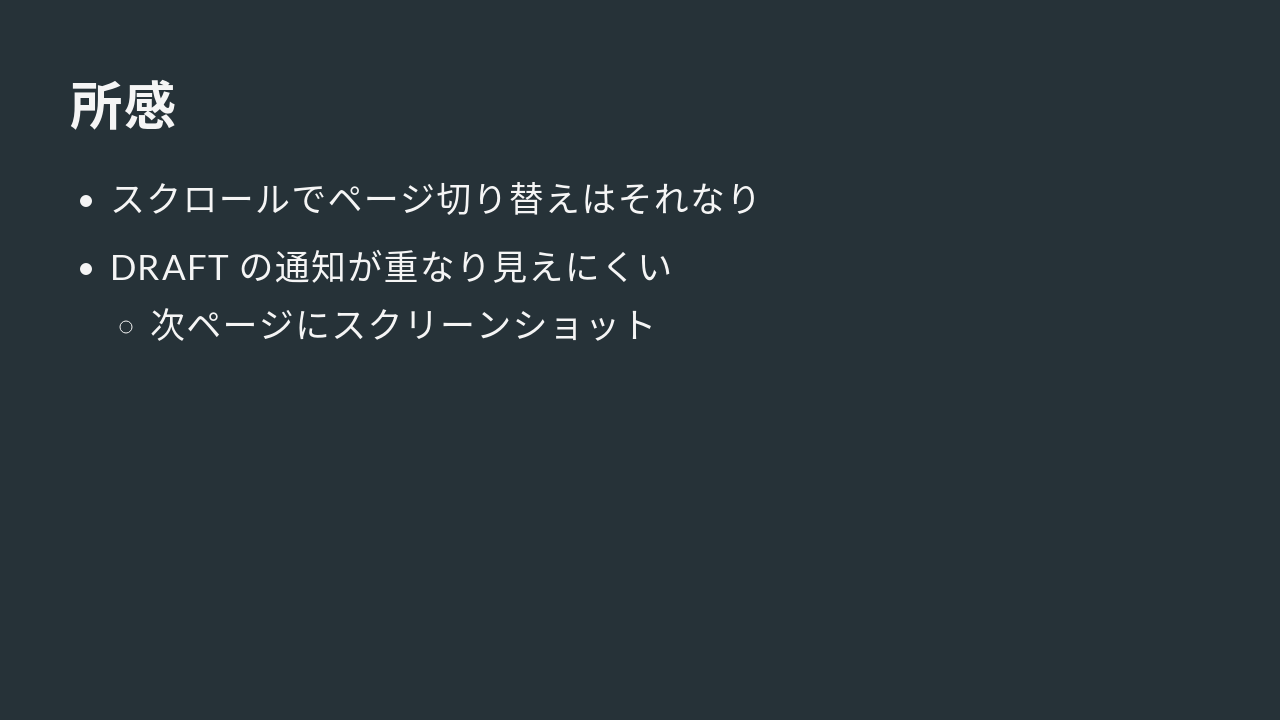 所感
スクロールでページ切り替えはそれなり
DRAFT の通知が重なり見えにくい
次ページにスクリーンショット